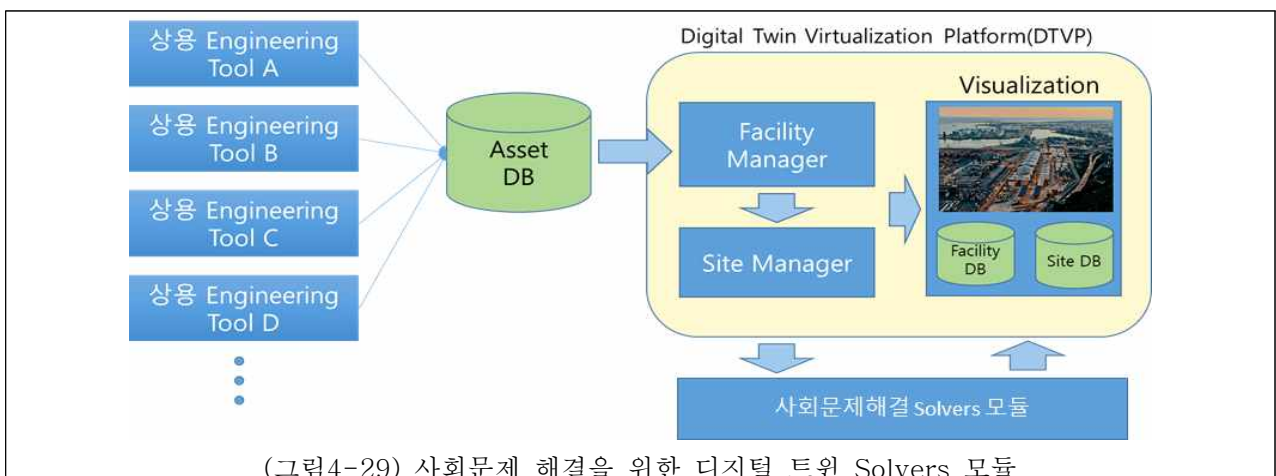 상용 Engineering
Tool A
상용 Engineering
Tool B
상용 Engineering
Tool C
상용 Engineering
Tool D
Asset
DB
Digital Twin Virtualization Platform(DTVP)
Facility
Manager
Site Manager
Visualization
Facility
DB
Site DB
사회문제해결 Solvers 모듈
(그림4-29) 사회문제 해결을 위한 디지털 트윈 Solvers 모듈